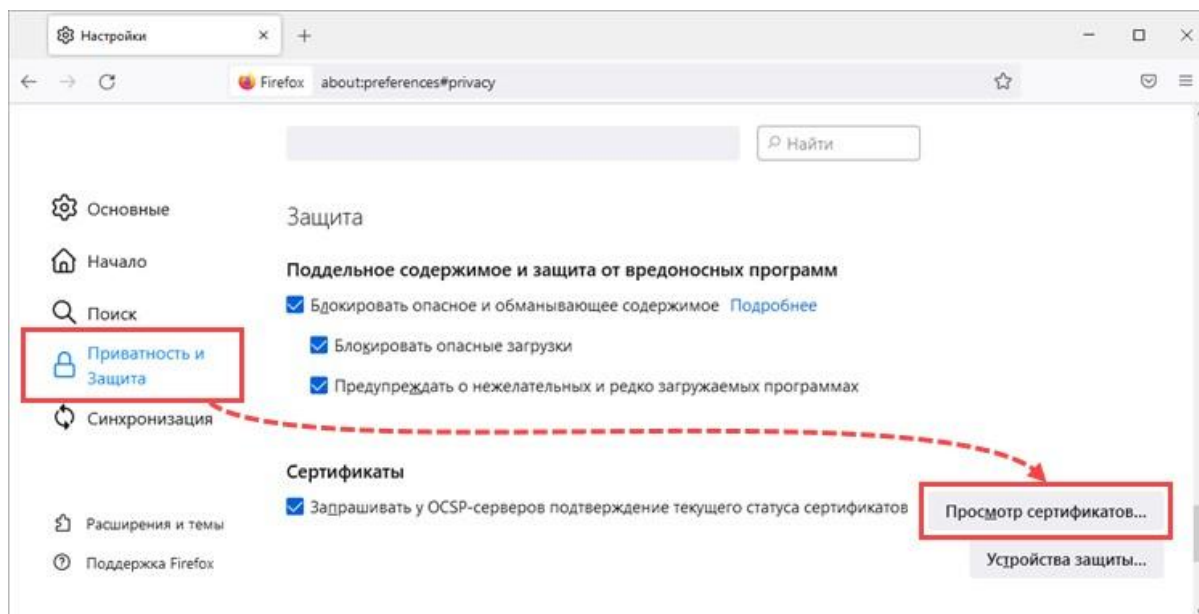 Настройки
Firefox about:preferences#privacy
Найти
Основные
Начало
Поиск
Приватность и
Защита
Синхронизация
Расширения и темы
Поддержка Firefox
Защита
Поддельное содержимое и защита от вредоносных программ
Блокировать опасное и обманывающее содержимое Подробнее
Блокировать опасные загрузки
Предупреждать о нежелательных и редко загружаемых программах
Сертификаты
Запрашивать у OCSP-серверов подтверждение текущего статуса сертификатов
Просмотр сертификатов...
Устройства защиты...